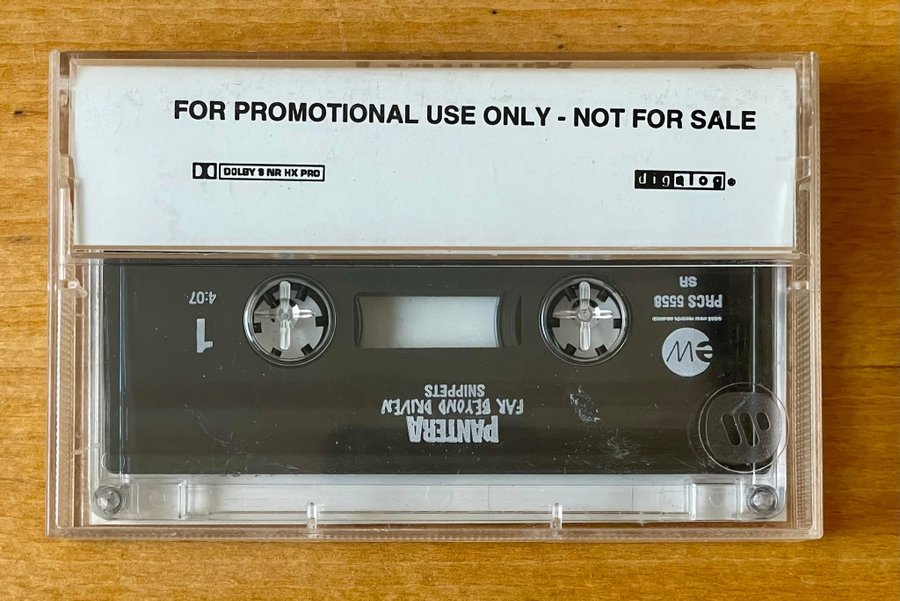 FOR PROMOTIONAL USE ONLY - NOT FOR SALE
DOLBY B NR HX PRO
digalog
PANTERA
FAR BEYOND DRIVEN
SNIPPETS
1
4:07
ew
PRCS 5558
SR